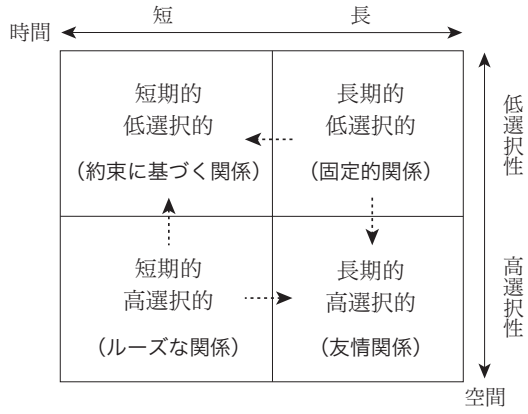 短
長
時間
短期的
低選択的
（約束に基づく関係）
長期的
低選択的
（固定的関係）
低選択性
短期的
高選択的
（ルーズな関係）
長期的
高選択的
（友情関係）
高選択性
空間